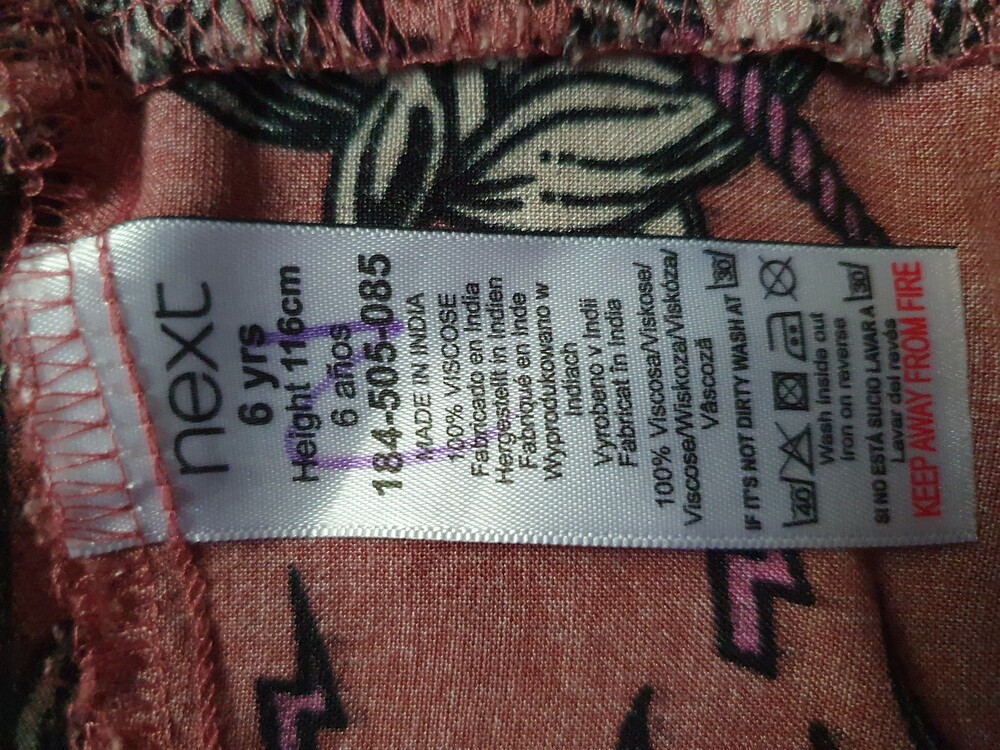 next
6 yrs
Height 116cm
6 años
184-505-085
MADE IN INDIA
100% VISCOSE
Fabricado en India
Hergestellt in Indien
Fabriqué en Inde
Wyprodukowano w
Indiach
Vyrobeno v Indii
Fabricat în India
100% Viscosa/Viskose/
Viscose/Wiskoza/Viskóza/
Vâscoză
IF IT'S NOT DIRTY WASH AT 30
40
Wash inside out
Iron on reverse
SI NO ESTÁ SUCIO LAVAR A 30
Lavar del revés
KEEP AWAY FROM FIRE